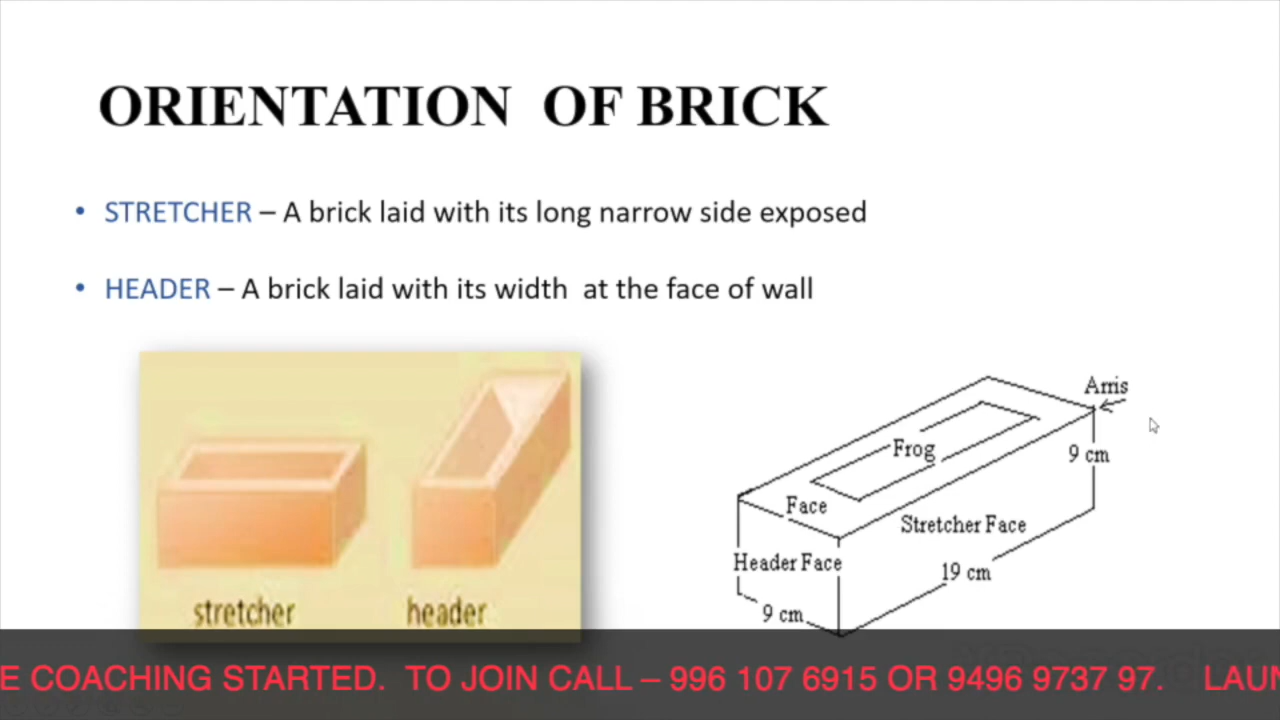 ORIENTATION OF BRICK
• STRETCHER – A brick laid with its long narrow side exposed
• HEADER – A brick laid with its width at the face of wall
stretcher
header
Arris
Frog
9 cm
Face
Stretcher Face
Header Face
19 cm
9 cm
E COACHING STARTED. TO JOIN CALL – 996 107 6915 OR 9496 9737 97. LAUN